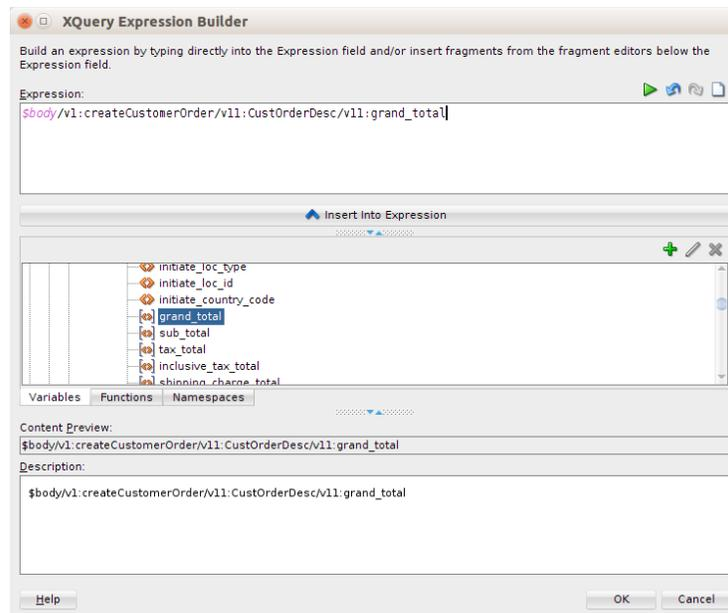 XQuery Expression Builder
Build an expression by typing directly into the Expression field and/or insert fragments from the fragment editors below the
Expression field.
Expression:
$body/v1:createCustomerOrder/v11:CustOrderDesc/v11:grand_total
Insert Into Expression
initiate_loc_type
initiate_loc_id
initiate_country_code
grand_total
sub_total
tax_total
inclusive_tax_total
shipping_charge_total
Variables Functions Namespaces
Content Preview:
$body/v1:createCustomerOrder/v11:CustOrderDesc/v11:grand_total
Description:
$body/v1:createCustomerOrder/v11:CustOrderDesc/v11:grand_total
Help OK Cancel